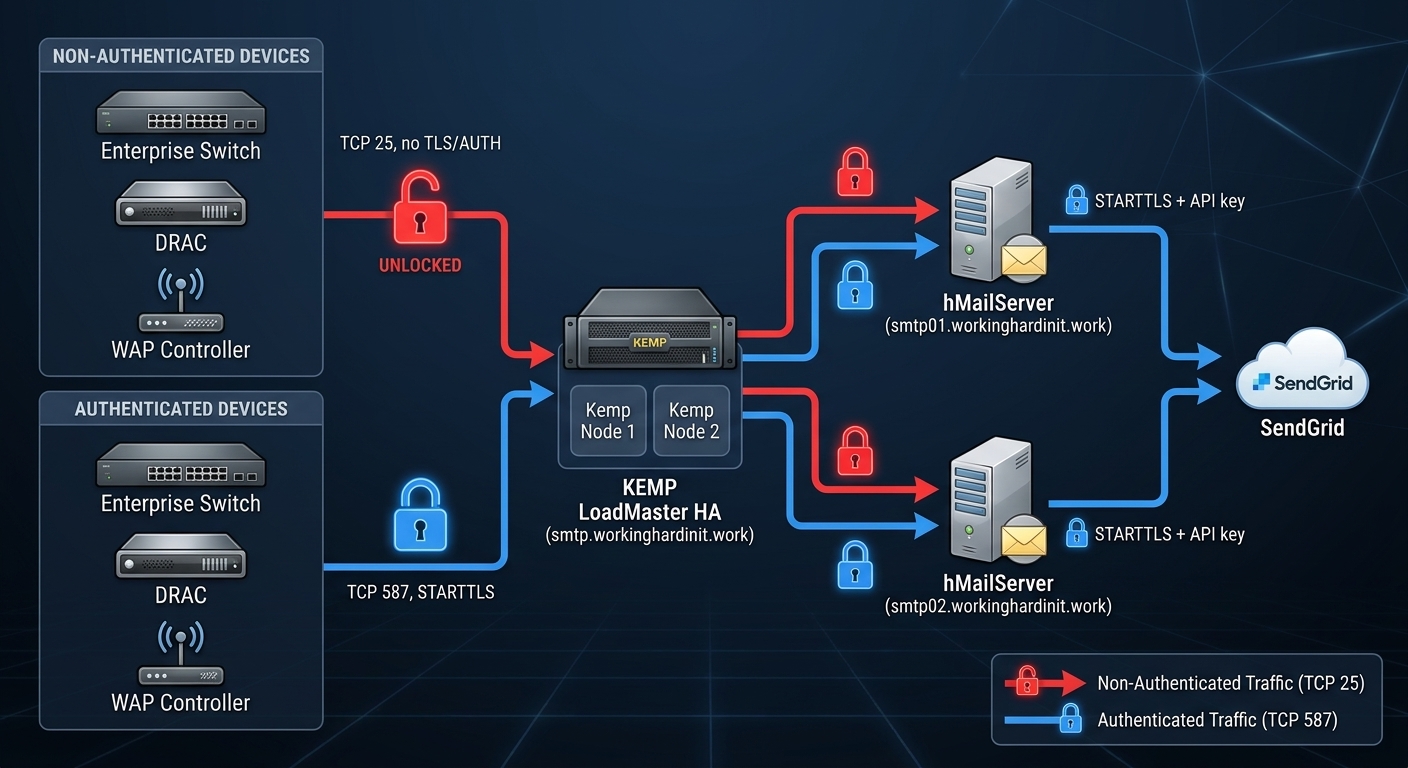 NON-AUTHENTICATED DEVICES
Enterprise Switch
DRAC
WAP Controller
TCP 25, no TLS/AUTH
UNLOCKED
AUTHENTICATED DEVICES
Enterprise Switch
DRAC
WAP Controller
TCP 587, STARTTLS
KEMP
Kemp
Node 1
Kemp
Node 2
KEMP
LoadMaster HA
(smtp.workinghardinit.work)
hMailServer
(smtp01.workinghardinit.work)
STARTTLS + API key
hMailServer
(smtp02.workinghardinit.work)
STARTTLS + API key
SendGrid
SendGrid
Non-Authenticated Traffic (TCP 25)
Authenticated Traffic (TCP 587)